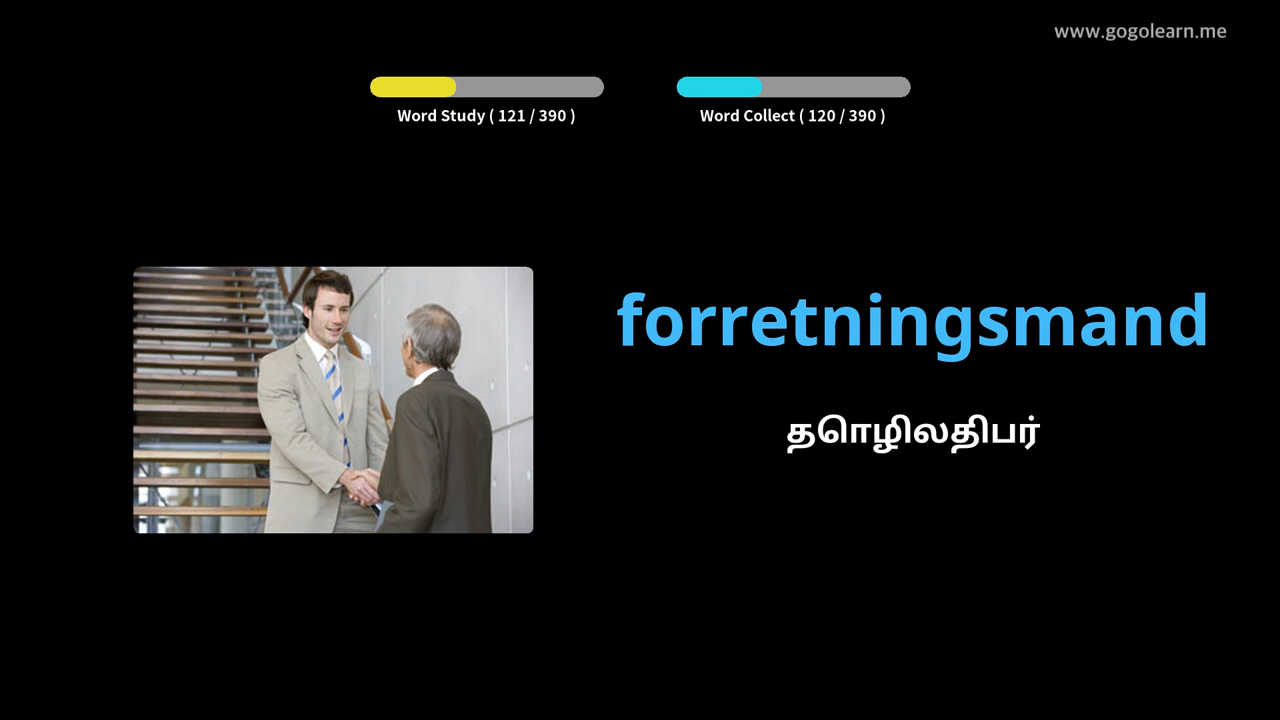 www.gogolearn.me
Word Study ( 121 / 390 )
Word Collect ( 120 / 390 )
forretningsmand
தொழிலதிபர்